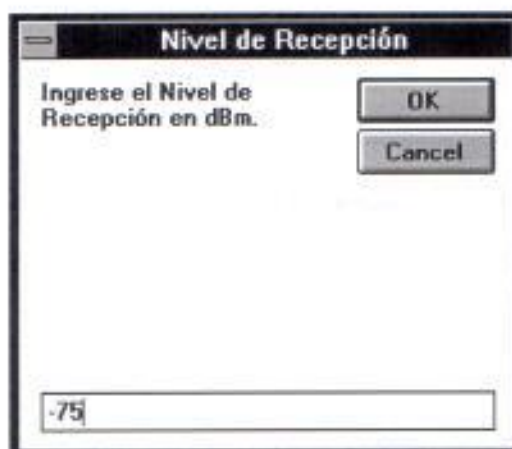 Nivel de Recepción
Ingrese el Nivel de
Recepción en dBm.
OK
Cancel
-75